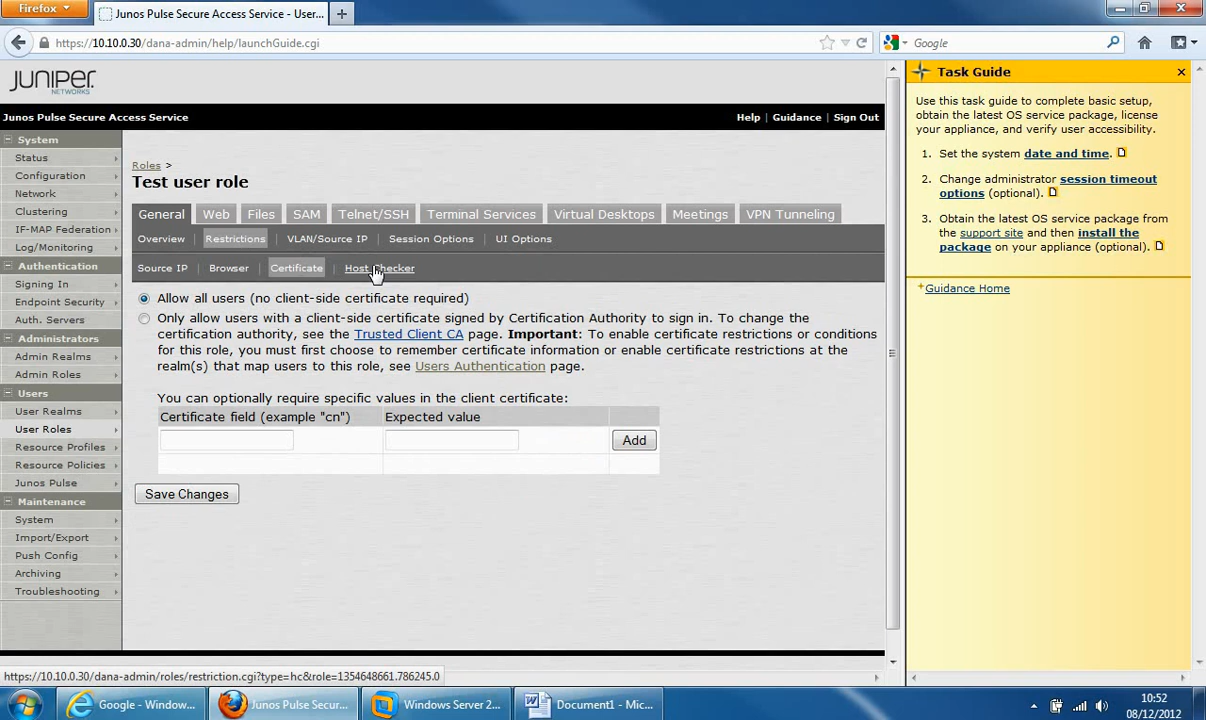 Firefox
Junos Pulse Secure Access Service - User...
https://10.10.0.30/dana-admin/help/launchGuide.cgi
Google
JUNIPER
NETWORKS
Junos Pulse Secure Access Service
Help | Guidance | Sign Out
System
Status
Configuration
Network
Clustering
IF-MAP Federation
Log/Monitoring
Authentication
Signing In
Endpoint Security
Auth. Servers
Administrators
Admin Realms
Admin Roles
Users
User Realms
User Roles
Resource Profiles
Resource Policies
Junos Pulse
Maintenance
System
Import/Export
Push Config
Archiving
Troubleshooting
Roles >
Test user role
General Web Files SAM Telnet/SSH Terminal Services Virtual Desktops Meetings VPN Tunneling
Overview | Restrictions | VLAN/Source IP | Session Options | UI Options
Source IP | Browser | Certificate | Host Checker
Allow all users (no client-side certificate required)
Only allow users with a client-side certificate signed by Certification Authority to sign in. To change the
certification authority, see the Trusted Client CA page. Important: To enable certificate restrictions or conditions
for this role, you must first choose to remember certificate information or enable certificate restrictions at the
realm(s) that map users to this role, see Users Authentication page.
You can optionally require specific values in the client certificate:
Certificate field (example "cn") Expected value
Add
Save Changes
Task Guide
Use this task guide to complete basic setup,
obtain the latest OS service package, license
your appliance, and verify user accessibility.
1. Set the system date and time.
2. Change administrator session timeout
options (optional).
3. Obtain the latest OS service package from
the support site and then install the
package on your appliance (optional).
Guidance Home
https://10.10.0.30/dana-admin/roles/restriction.cgi?type=hc&role=1354648661.786245.0
Google - Window...
Junos Pulse Secur...
Windows Server 2...
Document1 - Mic...
10:52
08/12/2012